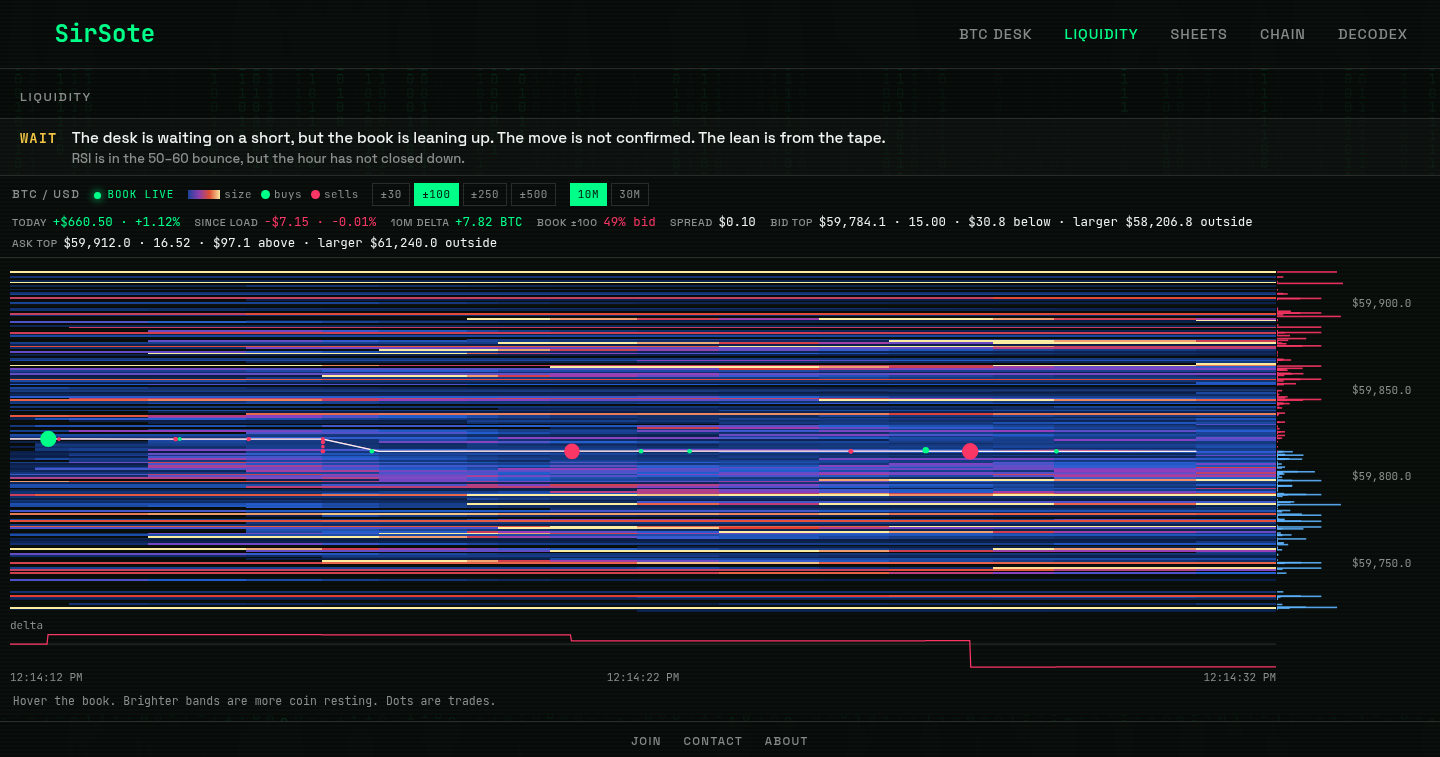 SirSote
BTC DESK LIQUIDITY SHEETS CHAIN DECODEX
LIQUIDITY
WAIT The desk is waiting on a short, but the book is leaning up. The move is not confirmed. The lean is from the tape.
RSI is in the 50–60 bounce, but the hour has not closed down.
BTC / USD BOOK LIVE size buys sells ±30 ±100 ±250 ±500 10M 30M
TODAY +$660.50 · +1.12% SINCE LOAD -$7.15 · -0.01% 10M DELTA +7.82 BTC BOOK ±100 49% bid SPREAD $0.10 BID TOP $59,784.1 · 15.00 · $30.8 below · larger $58,206.8 outside
ASK TOP $59,912.0 · 16.52 · $97.1 above · larger $61,240.0 outside
$59,900.0
$59,850.0
$59,800.0
$59,750.0
delta
12:14:12 PM 12:14:22 PM 12:14:32 PM
Hover the book. Brighter bands are more coin resting. Dots are trades.
JOIN CONTACT ABOUT